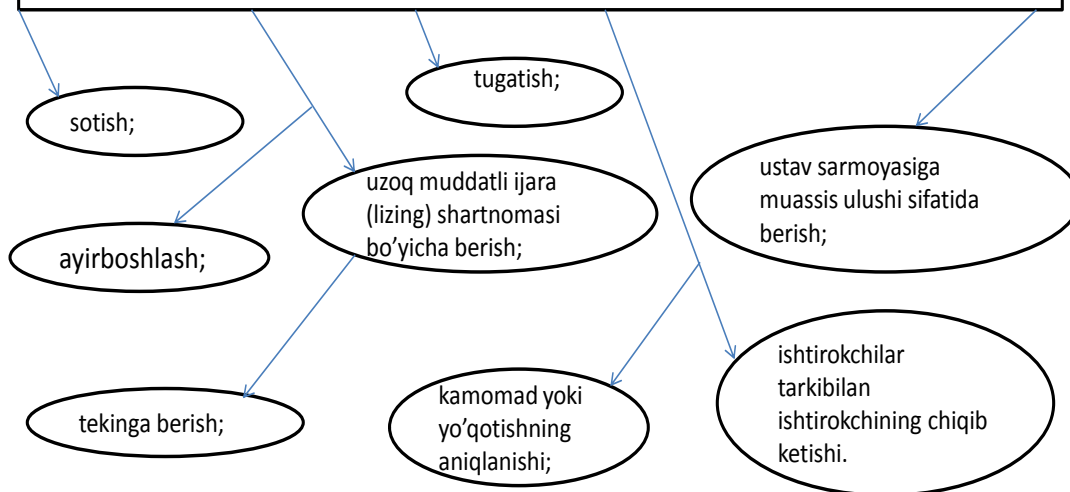 tugatish;
sotish;
uzoq muddatli ijara
(lizing) shartnomasi
bo’yicha berish;
ustav sarmoyasiga
muassis ulushi sifatida
berish;
ayirboshlash;
ishtirokchilar
tarkibilan
ishtirokchining chiqib
ketishi.
kamomad yoki
yo’qotishning
aniqlanishi;
tekinga berish;